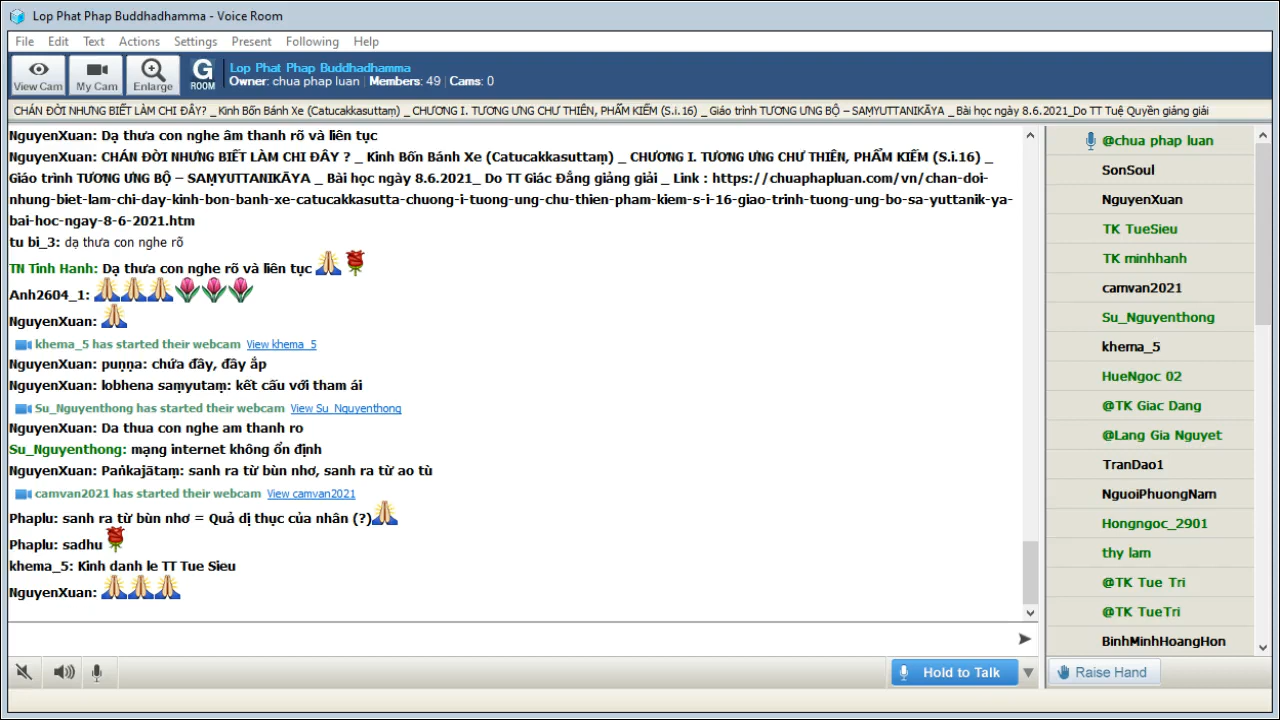 Lop Phat Phap Buddhadhamma - Voice Room
File Edit Text Actions Settings Present Following Help
View Cam My Cam Enlarge G ROOM
Lop Phat Phap Buddhadhamma
Owner: chua phap luan | Members: 49 | Cams: 0
CHÁN ĐỜI NHƯNG BIẾT LÀM CHI ĐÂY? _ Kinh Bốn Bánh Xe (Catucakkasuttaṃ) _ CHƯƠNG I. TƯƠNG ƯNG CHƯ THIÊN, PHẨM KIẾM (S.i.16) _ Giáo trình TƯƠNG ƯNG BỘ – SAṂYUTTANIKĀYA _ Bài học ngày 8.6.2021_Do TT Tuệ Quyền giảng giải
NguyenXuan: Dạ thưa con nghe âm thanh rõ và liên tục
NguyenXuan: CHÁN ĐỜI NHƯNG BIẾT LÀM CHI ĐÂY ? _ Kinh Bốn Bánh Xe (Catucakkasuttaṃ) _ CHƯƠNG I. TƯƠNG ƯNG CHƯ THIÊN, PHẨM KIẾM (S.i.16) _
Giáo trình TƯƠNG ƯNG BỘ – SAṂYUTTANIKĀYA _ Bài học ngày 8.6.2021_ Do TT Giác Đẳng giảng giải _ Link : https://chuaphapluan.com/vn/chan-doi-
nhung-biet-lam-chi-day-kinh-bon-banh-xe-catucakkasutta-chuong-i-tuong-ung-chu-thien-pham-kiem-s-i-16-giao-trinh-tuong-ung-bo-sa-yuttanik-ya-
bai-hoc-ngay-8-6-2021.htm
tu bi_3: dạ thưa con nghe rõ
TN Tinh Hanh: Dạ thưa con nghe rõ và liên tục 🙏🌹
Anh2604_1: 🙏🙏🙏🌷🌷🌷
NguyenXuan: 🙏
khema_5 has started their webcam View khema_5
NguyenXuan: puṇṇa: chứa đầy, đầy ắp
NguyenXuan: lobhena saṃyutaṃ: kết cấu với tham ái
Su_Nguyenthong has started their webcam View Su_Nguyenthong
NguyenXuan: Da thua con nghe am thanh ro
Su_Nguyenthong: mạng internet không ổn định
NguyenXuan: Paṅkajātaṃ: sanh ra từ bùn nhơ, sanh ra từ ao tù
camvan2021 has started their webcam View camvan2021
Phaplu: sanh ra từ bùn nhơ = Quả dị thục của nhân (?)🙏
Phaplu: sadhu 🌹
khema_5: Kinh danh le TT Tue Sieu
NguyenXuan: 🙏🙏🙏
Hold to Talk
@chua phap luan
SonSoul
NguyenXuan
TK TueSieu
TK minhhanh
camvan2021
Su_Nguyenthong
khema_5
HueNgoc 02
@TK Giac Dang
@Lang Gia Nguyet
TranDao1
NguoiPhuongNam
Hongngoc_2901
thy lam
@TK Tue Tri
@TK TueTri
BinhMinhHoangHon
Raise Hand